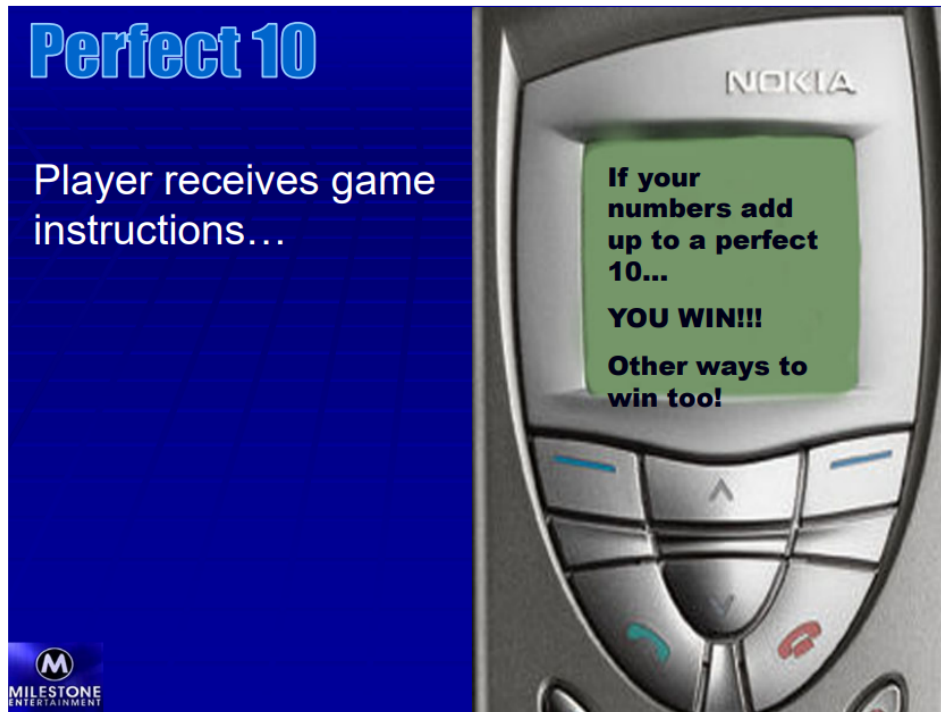 Perfect 10
Player receives game
instructions…
NOKIA
If your
numbers add
up to a perfect
10...
YOU WIN!!!
Other ways to
win too!
M
MILESTONE
ENTERTAINMENT